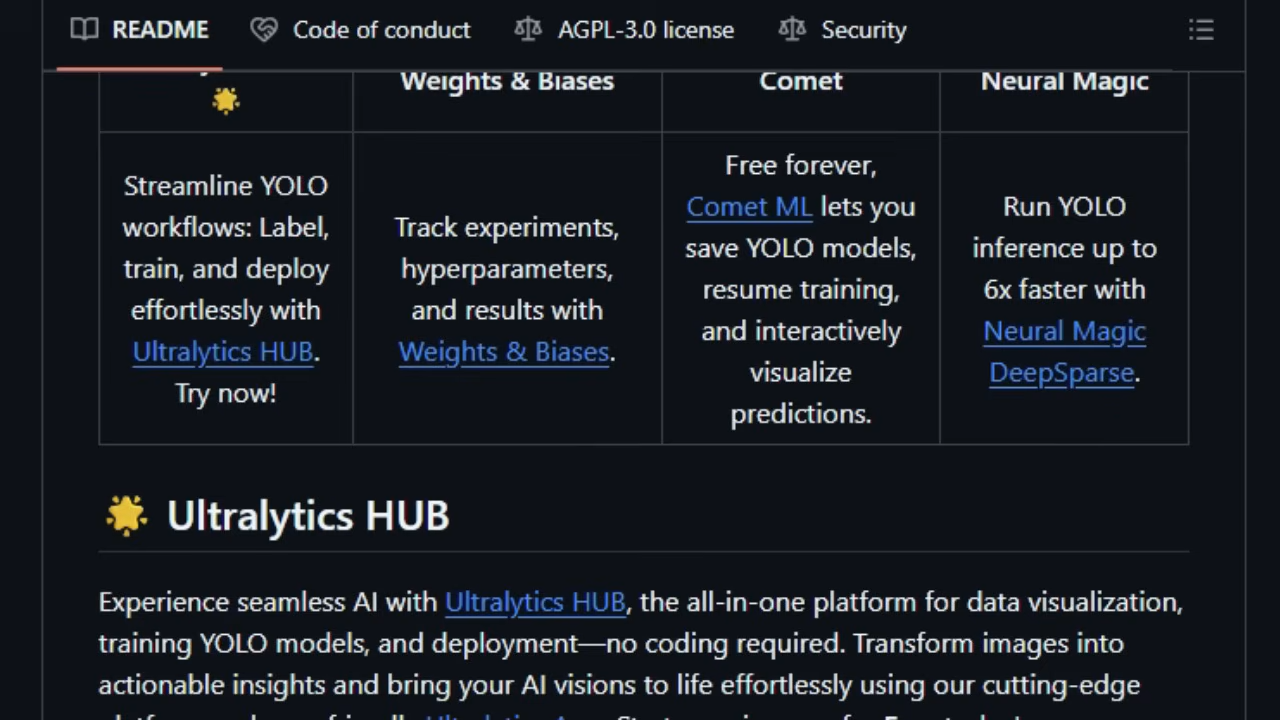 README Code of conduct AGPL-3.0 license Security
Weights & Biases Comet Neural Magic
Streamline YOLO
workflows: Label,
train, and deploy
effortlessly with
Ultralytics HUB.
Try now!
Track experiments,
hyperparameters,
and results with
Weights & Biases.
Free forever,
Comet ML lets you
save YOLO models,
resume training,
and interactively
visualize
predictions.
Run YOLO
inference up to
6x faster with
Neural Magic
DeepSparse.
Ultralytics HUB
Experience seamless AI with Ultralytics HUB, the all-in-one platform for data visualization,
training YOLO models, and deployment—no coding required. Transform images into
actionable insights and bring your AI visions to life effortlessly using our cutting-edge